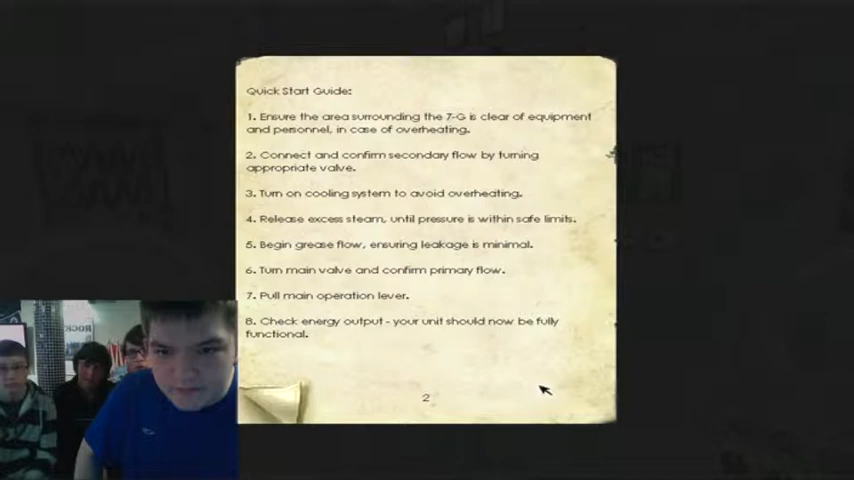 Quick Start Guide:
1. Ensure the area surrounding the 7-G is clear of equipment
and personnel, in case of overheating.
2. Connect and confirm secondary flow by turning
appropriate valve.
3. Turn on cooling system to avoid overheating.
4. Release excess steam, until pressure is within safe limits.
5. Begin grease flow, ensuring leakage is minimal.
6. Turn main valve and confirm primary flow.
7. Pull main operation lever.
8. Check energy output - your unit should now be fully
functional.
2